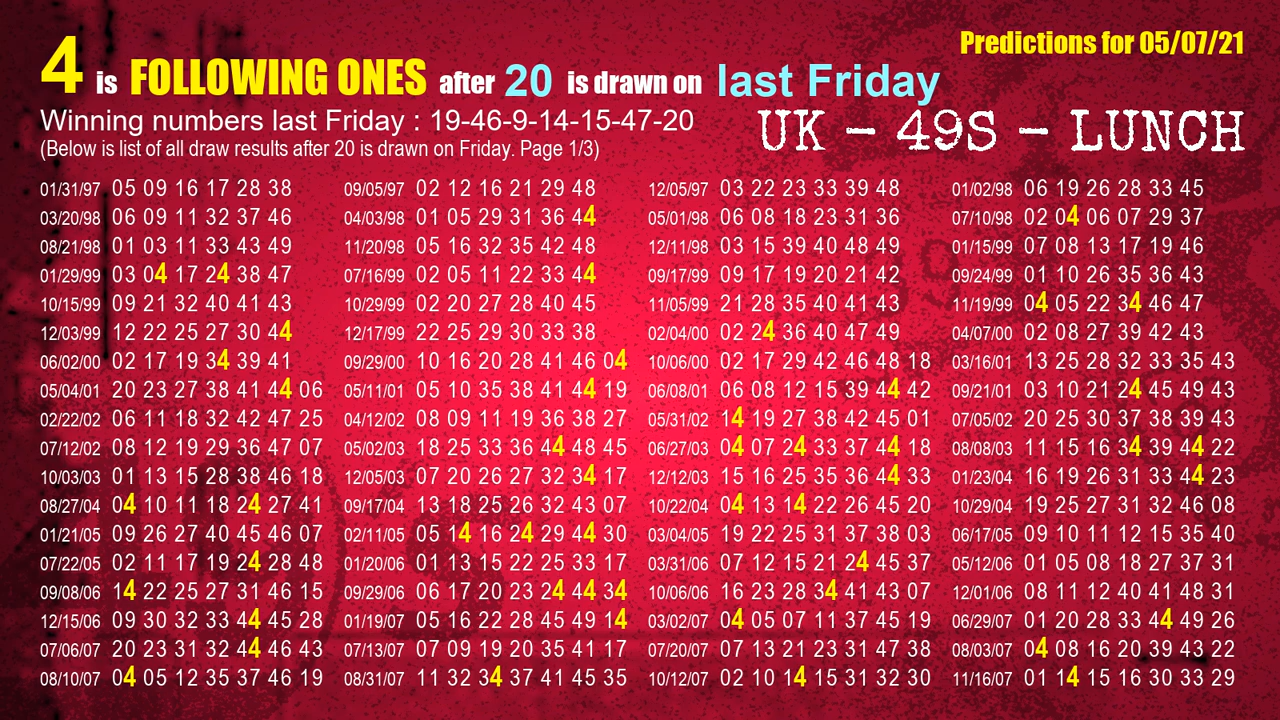 Predictions for 05/07/21
4 is FOLLOWING ONES after 20 is drawn on last Friday
Winning numbers last Friday : 19-46-9-14-15-47-20
UK - 49S - LUNCH
(Below is list of all draw results after 20 is drawn on Friday. Page 1/3)
01/31/97 05 09 16 17 28 38 09/05/97 02 12 16 21 29 48 12/05/97 03 22 23 33 39 48 01/02/98 06 19 26 28 33 45
03/20/98 06 09 11 32 37 46 04/03/98 01 05 29 31 36 44 05/01/98 06 08 18 23 31 36 07/10/98 02 04 06 07 29 37
08/21/98 01 03 11 33 43 49 11/20/98 05 16 32 35 42 48 12/11/98 03 15 39 40 48 49 01/15/99 07 08 13 17 19 46
01/29/99 03 04 17 24 38 47 07/16/99 02 05 11 22 33 44 09/17/99 09 17 19 20 21 42 09/24/99 01 10 26 35 36 43
10/15/99 09 21 32 40 41 43 10/29/99 02 20 27 28 40 45 11/05/99 21 28 35 40 41 43 11/19/99 04 05 22 34 46 47
12/03/99 12 22 25 27 30 44 12/17/99 22 25 29 30 33 38 02/04/00 02 24 36 40 47 49 04/07/00 02 08 27 39 42 43
06/02/00 02 17 19 34 39 41 09/29/00 10 16 20 28 41 46 04 10/06/00 02 17 29 42 46 48 18 03/16/01 13 25 28 32 33 35 43
05/04/01 20 23 27 38 41 44 06 05/11/01 05 10 35 38 41 44 19 06/08/01 06 08 12 15 39 44 42 09/21/01 03 10 21 24 45 49 43
02/22/02 06 11 18 32 42 47 25 04/12/02 08 09 11 19 36 38 27 05/31/02 14 19 27 38 42 45 01 07/05/02 20 25 30 37 38 39 43
07/12/02 08 12 19 29 36 47 07 05/02/03 18 25 33 36 44 48 45 06/27/03 04 07 24 33 37 44 18 08/08/03 11 15 16 34 39 44 22
10/03/03 01 13 15 28 38 46 18 12/05/03 07 20 26 27 32 34 17 12/12/03 15 16 25 35 36 44 33 01/23/04 16 19 26 31 33 44 23
08/27/04 04 10 11 18 24 27 41 09/17/04 13 18 25 26 32 43 07 10/22/04 04 13 14 22 26 45 20 10/29/04 19 25 27 31 32 46 08
01/21/05 09 26 27 40 45 46 07 02/11/05 05 14 16 24 29 44 30 03/04/05 19 22 25 31 37 38 03 06/17/05 09 10 11 12 15 35 40
07/22/05 02 11 17 19 24 28 48 01/20/06 01 13 15 22 25 33 17 03/31/06 07 12 15 21 24 45 37 05/12/06 01 05 08 18 27 37 31
09/08/06 14 22 25 27 31 46 15 09/29/06 06 17 20 23 24 44 34 10/06/06 16 23 28 34 41 43 07 12/01/06 08 11 12 40 41 48 31
12/15/06 09 30 32 33 44 45 28 01/19/07 05 16 22 28 45 49 14 03/02/07 04 05 07 11 37 45 19 06/29/07 01 20 28 33 44 49 26
07/06/07 20 23 31 32 44 46 43 07/13/07 07 09 19 20 35 41 17 07/20/07 07 13 21 23 31 47 38 08/03/07 04 08 19 20 39 43 22
08/10/07 04 05 12 35 37 46 19 08/31/07 11 32 34 37 41 45 35 10/12/07 02 10 14 15 31 32 30 11/16/07 01 14 15 16 30 33 29